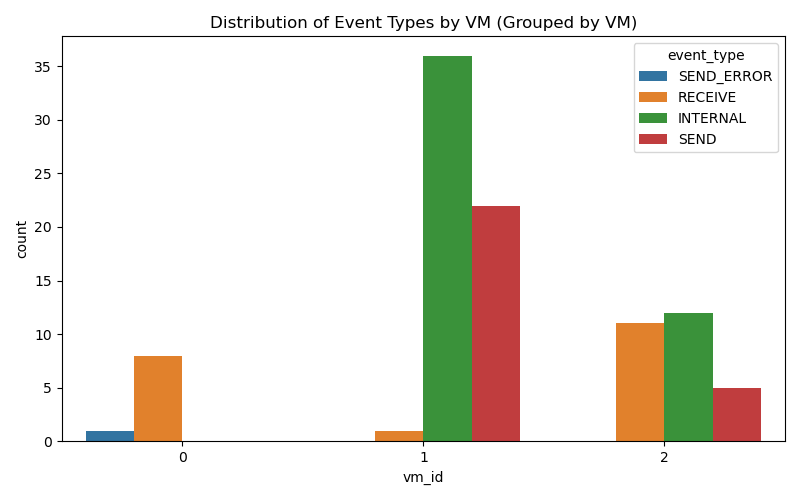 Distribution of Event Types by VM (Grouped by VM)
event_type
SEND_ERROR
RECEIVE
INTERNAL
SEND
count
35
30
25
20
15
10
5
0
0 1 2
vm_id